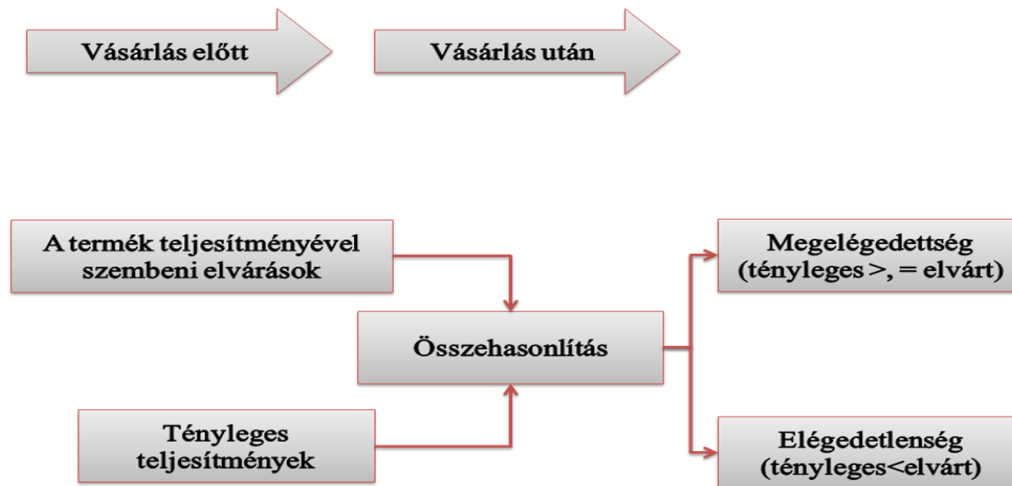 Vásárlás előtt
Vásárlás után
A termék teljesítményével
szembeni elvárások
Összehasonlítás
Tényleges
teljesítmények
Megelégedettség
(tényleges >, = elvárt)
Elégedetlenség
(tényleges<elvárt)